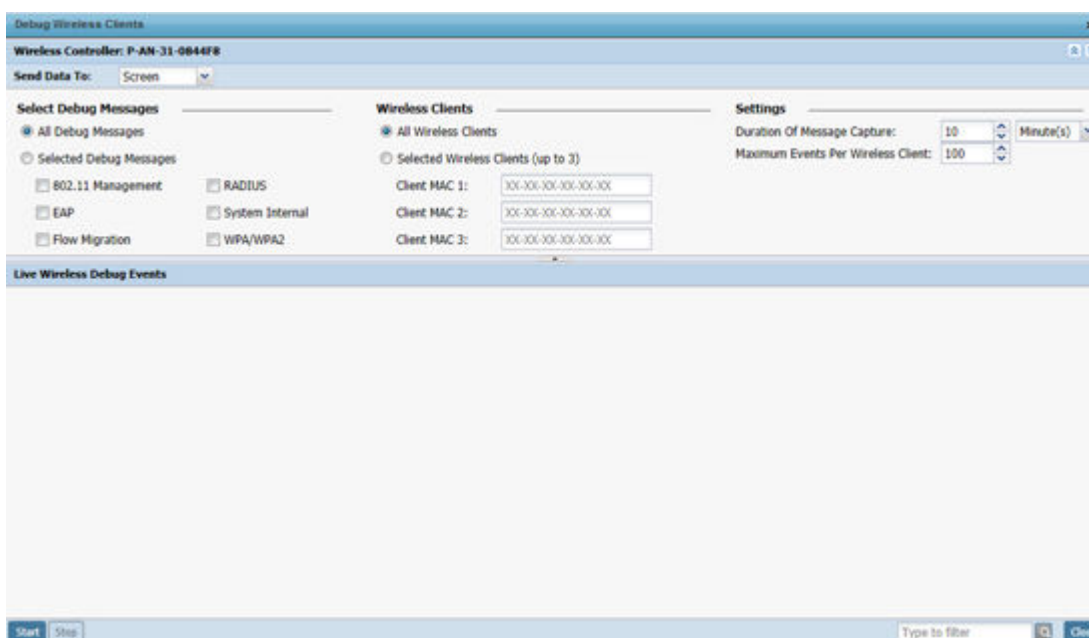 Debug Wireless Clients
Wireless Controller: P-AN-31-0844F8
Send Data To: Screen
Select Debug Messages
All Debug Messages
Selected Debug Messages
802.11 Management
RADIUS
EAP
System Internal
Flow Migration
WPA/WPA2
Wireless Clients
All Wireless Clients
Selected Wireless Clients (up to 3)
Client MAC 1: XX-XX-XX-XX-XX-XX
Client MAC 2: XX-XX-XX-XX-XX-XX
Client MAC 3: XX-XX-XX-XX-XX-XX
Settings
Duration Of Message Capture: 10 Minute(s)
Maximum Events Per Wireless Client: 100
Live Wireless Debug Events
Start Stop Type to filter